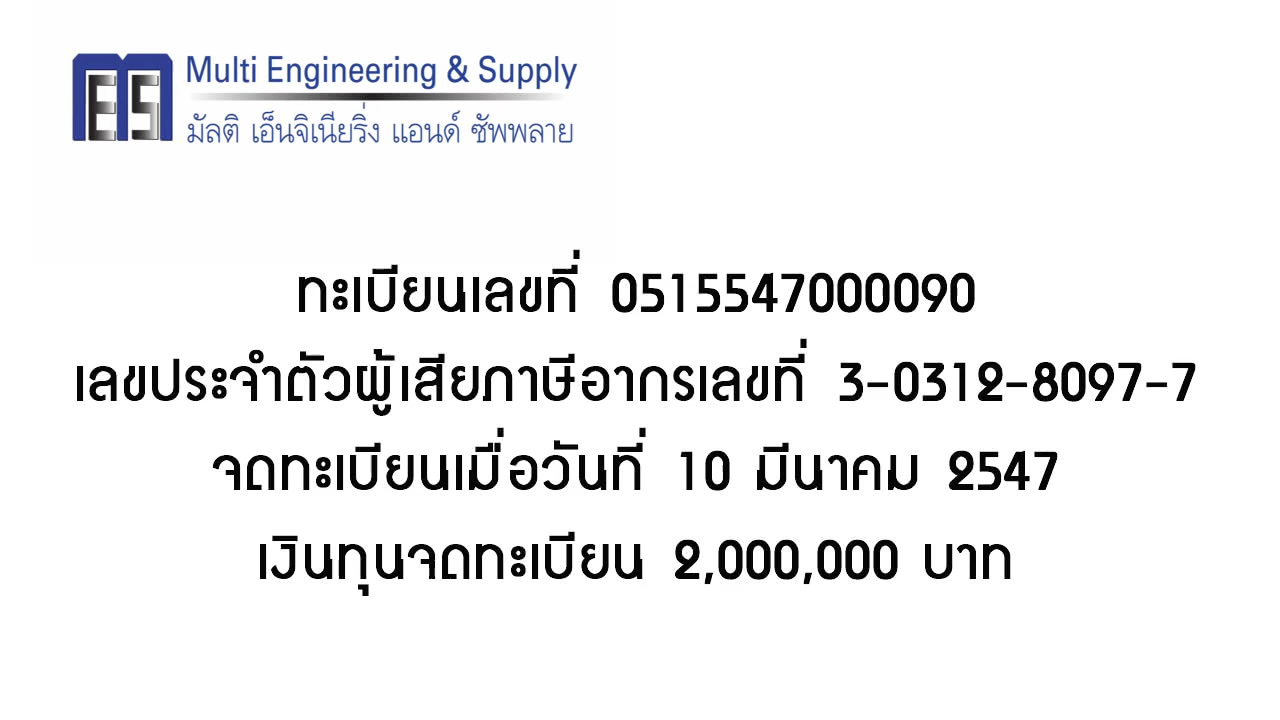 MES
Multi Engineering & Supply
มัลติ เอ็นจิเนียริ่ง แอนด์ ซัพพลาย
ทะเบียนเลขที่ 0515547000090
เลขประจำตัวผู้เสียภาษีอากรเลขที่ 3-0312-8097-7
จดทะเบียนเมื่อวันที่ 10 มีนาคม 2547
เงินทุนจดทะเบียน 2,000,000 บาท